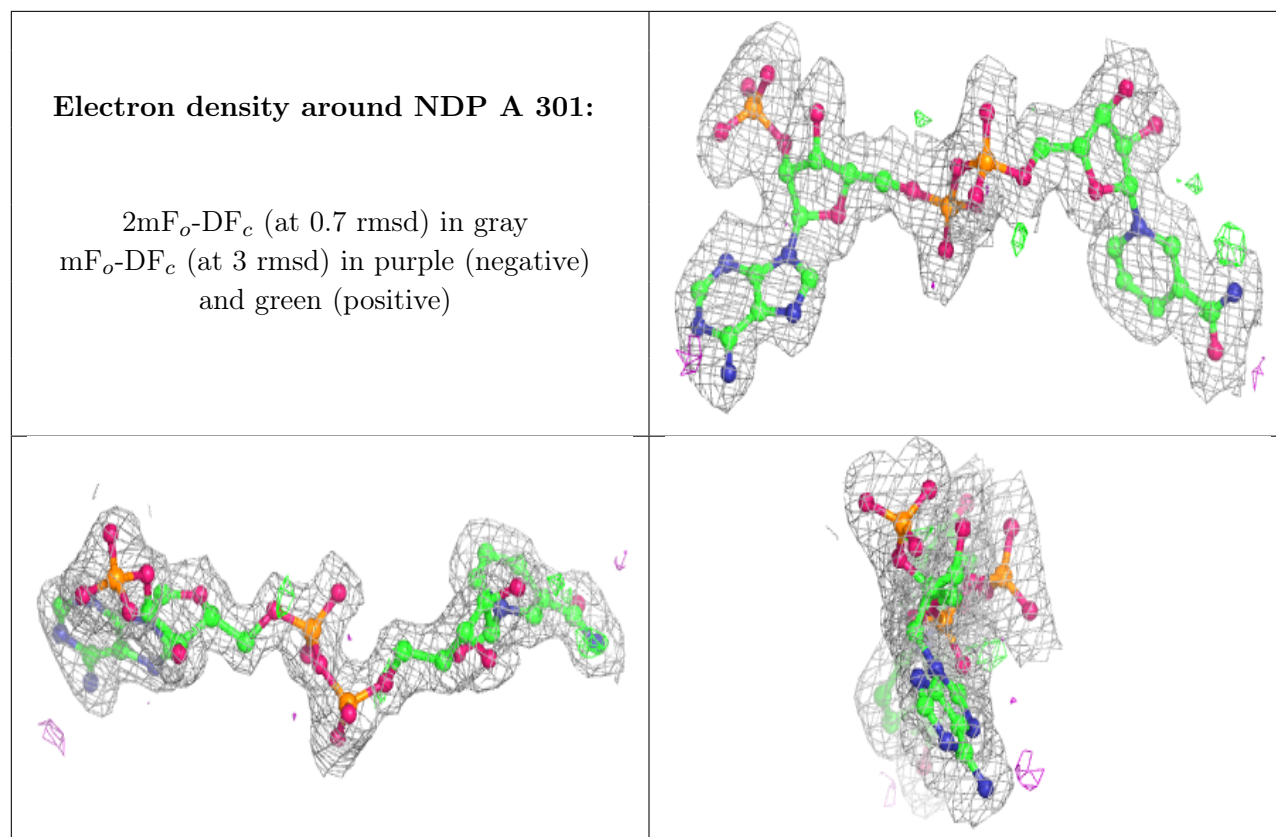 Electron density around NDP A 301:
2mFo-DFc (at 0.7 rmsd) in gray
mFo-DFc (at 3 rmsd) in purple (negative)
and green (positive)